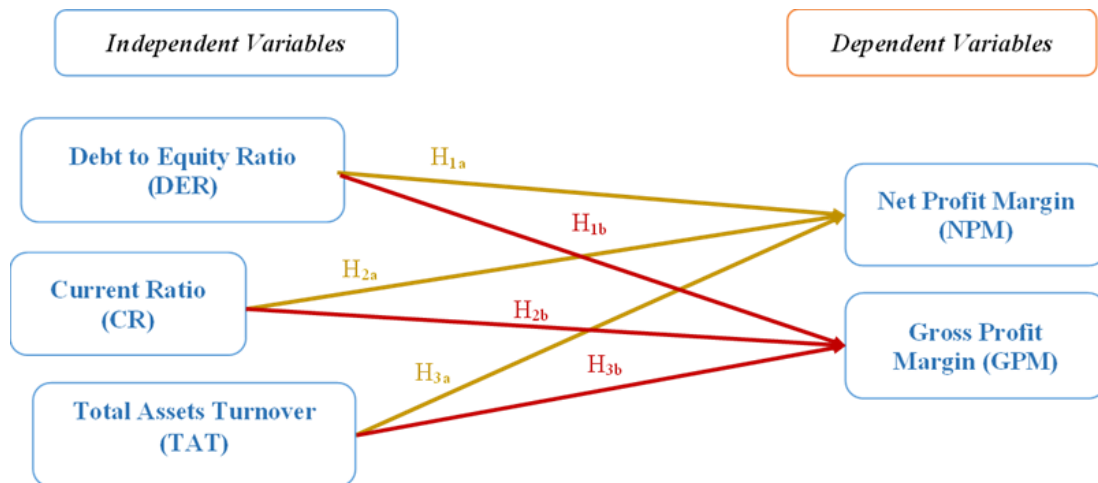 Independent Variables
Dependent Variables
Debt to Equity Ratio
(DER)
H1a
Net Profit Margin
(NPM)
H1b
Current Ratio
(CR)
H2a
H2b
Gross Profit
Margin (GPM)
H3a
H3b
Total Assets Turnover
(TAT)